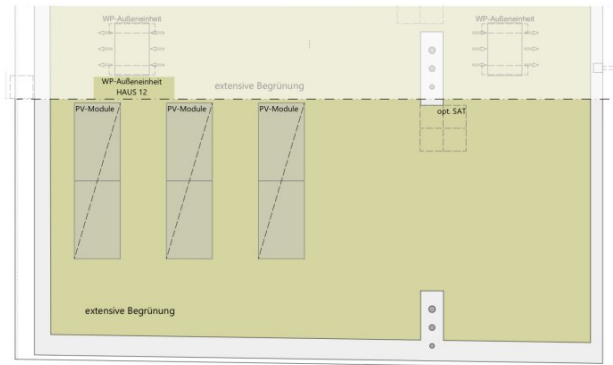 WP-Außeneinheit
WP-Außeneinheit
WP-Außeneinheit
HAUS 12
extensive Begrünung
PV-Module
PV-Module
PV-Module
opt. SAT
extensive Begrünung